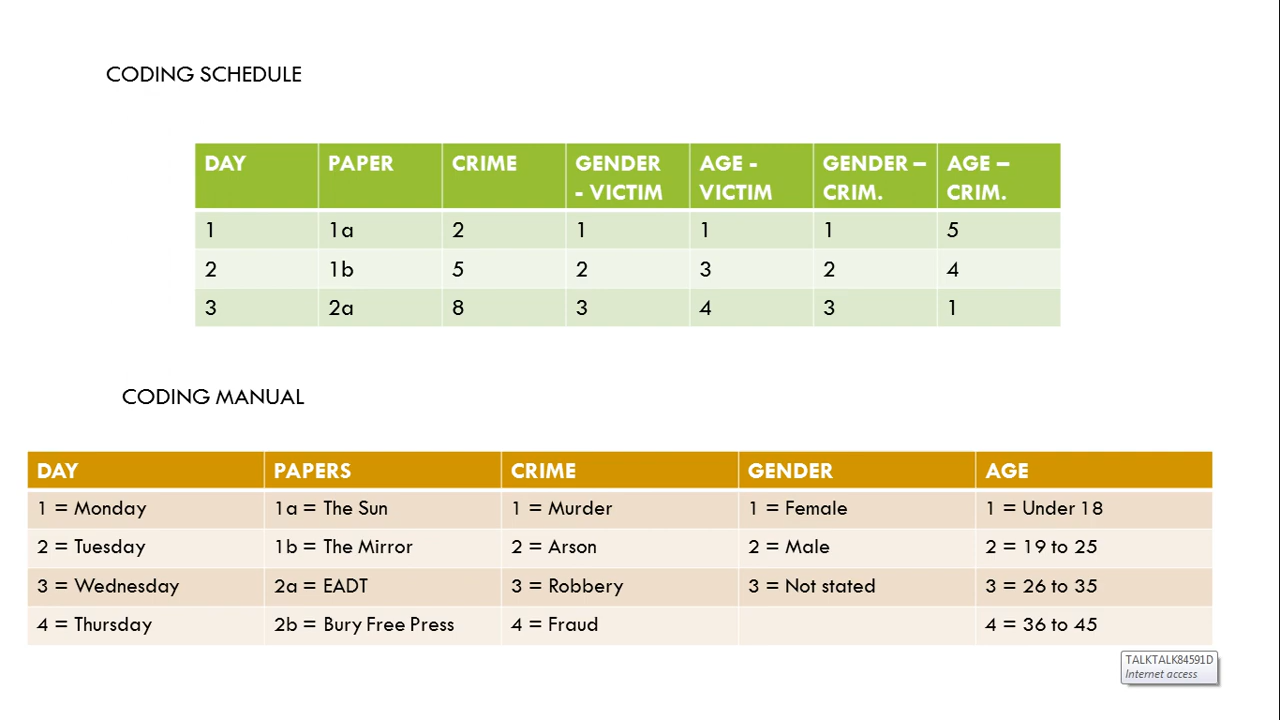 CODING SCHEDULE
DAY PAPER CRIME GENDER - VICTIM AGE - VICTIM GENDER – CRIM. AGE – CRIM.
1 1a 2 1 1 1 5
2 1b 5 2 3 2 4
3 2a 8 3 4 3 1
CODING MANUAL
DAY PAPERS CRIME GENDER AGE
1 = Monday 1a = The Sun 1 = Murder 1 = Female 1 = Under 18
2 = Tuesday 1b = The Mirror 2 = Arson 2 = Male 2 = 19 to 25
3 = Wednesday 2a = EADT 3 = Robbery 3 = Not stated 3 = 26 to 35
4 = Thursday 2b = Bury Free Press 4 = Fraud 4 = 36 to 45
TALKTALK84591D
Internet access